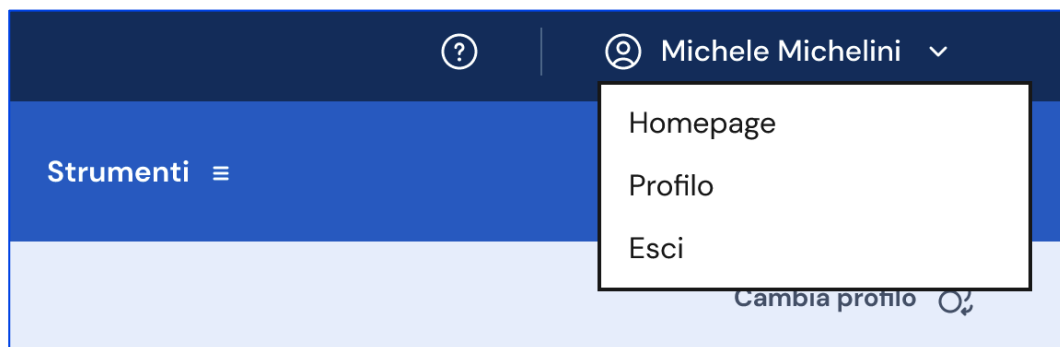 Michele Michelini
Homepage
Strumenti
Profilo
Esci
Cambia profilo